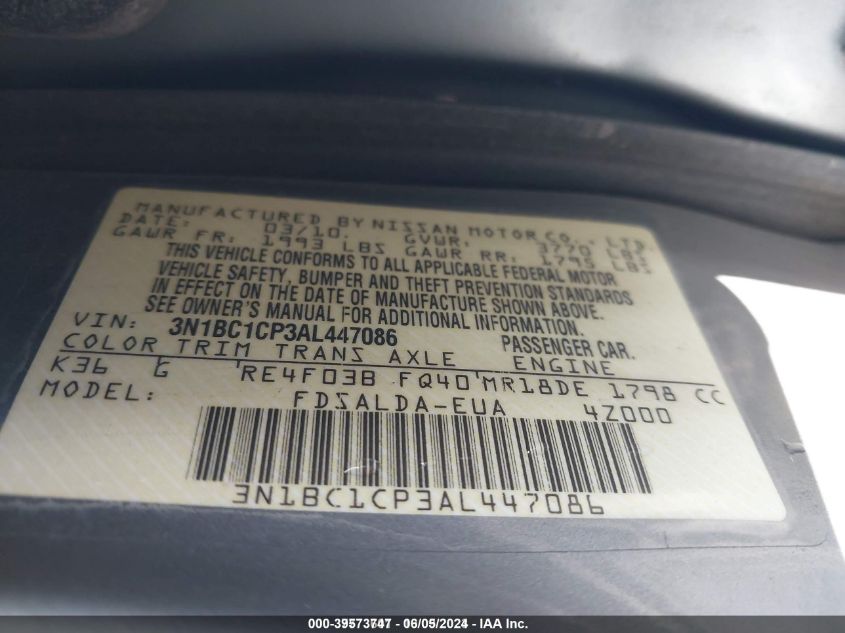 MANUFACTURED BY NISSAN MOTOR CO., LTD.
DATE: 03/10. GVWR: 3770 LBS
GAWR FR: 1993 LBS GAWR RR: 1795 LBS
THIS VEHICLE CONFORMS TO ALL APPLICABLE FEDERAL MOTOR
VEHICLE SAFETY, BUMPER AND THEFT PREVENTION STANDARDS
IN EFFECT ON THE DATE OF MANUFACTURE SHOWN ABOVE.
SEE OWNER'S MANUAL FOR ADDITIONAL INFORMATION.
VIN: 3N1BC1CP3AL447086 PASSENGER CAR.
COLOR TRIM TRANS AXLE ENGINE
K36 G RE4F03B FQ40 MR18DE 1798 CC
MODEL: FDSALDA-EUA 4Z000
3N1BC1CP3AL447086
06/05/2024 - IAA Inc.